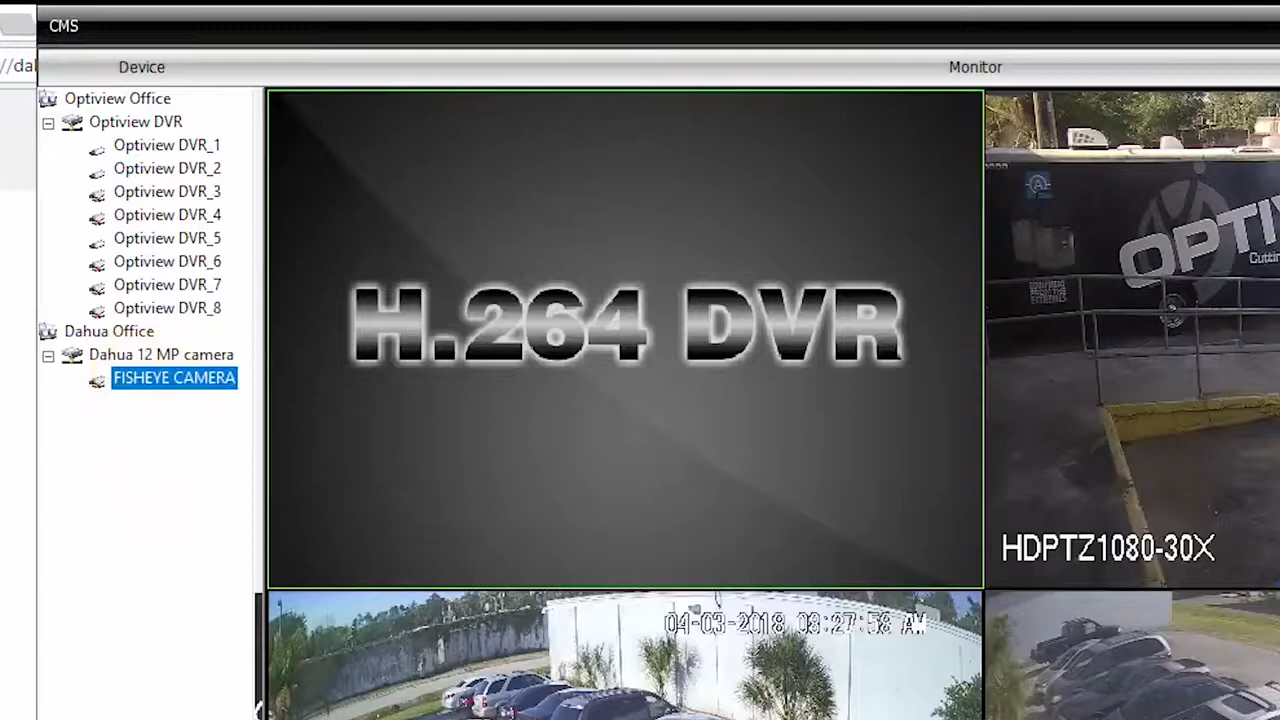 CMS
//dal
Device
Monitor
Optiview Office
Optiview DVR
Optiview DVR_1
Optiview DVR_2
Optiview DVR_3
Optiview DVR_4
Optiview DVR_5
Optiview DVR_6
Optiview DVR_7
Optiview DVR_8
Dahua Office
Dahua 12 MP camera
FISHEYE CAMERA
H.264 DVR
OPTIV
Cutting
HDPTZ1080-30X
04-03-2018 08:27:58 AM